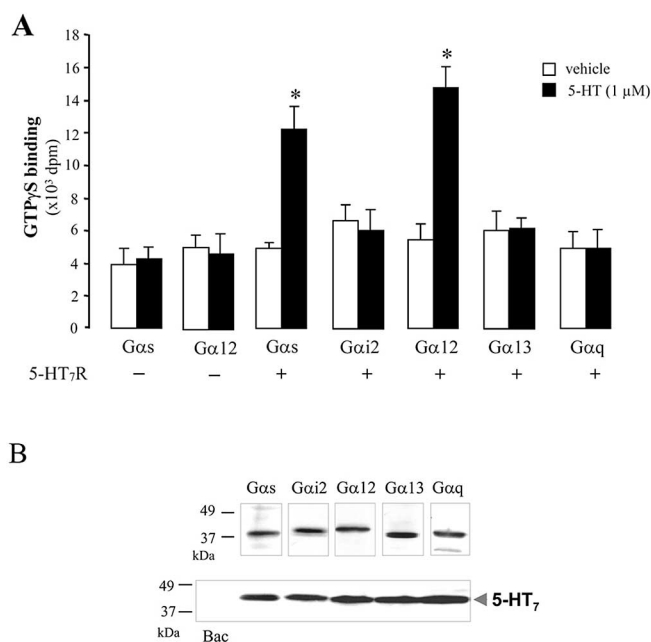 A
18
16
14
12
10
8
6
4
2
0
GTPγS binding
(x10³ dpm)
* *
vehicle
5-HT (1 μM)
Gαs Gα12 Gαs Gαi2 Gα12 Gα13 Gαq
5-HT₇R – – + + + + +
B
Gαs Gαi2 Gα12 Gα13 Gαq
49
37
kDa
49
37
kDa
5-HT₇
Bac